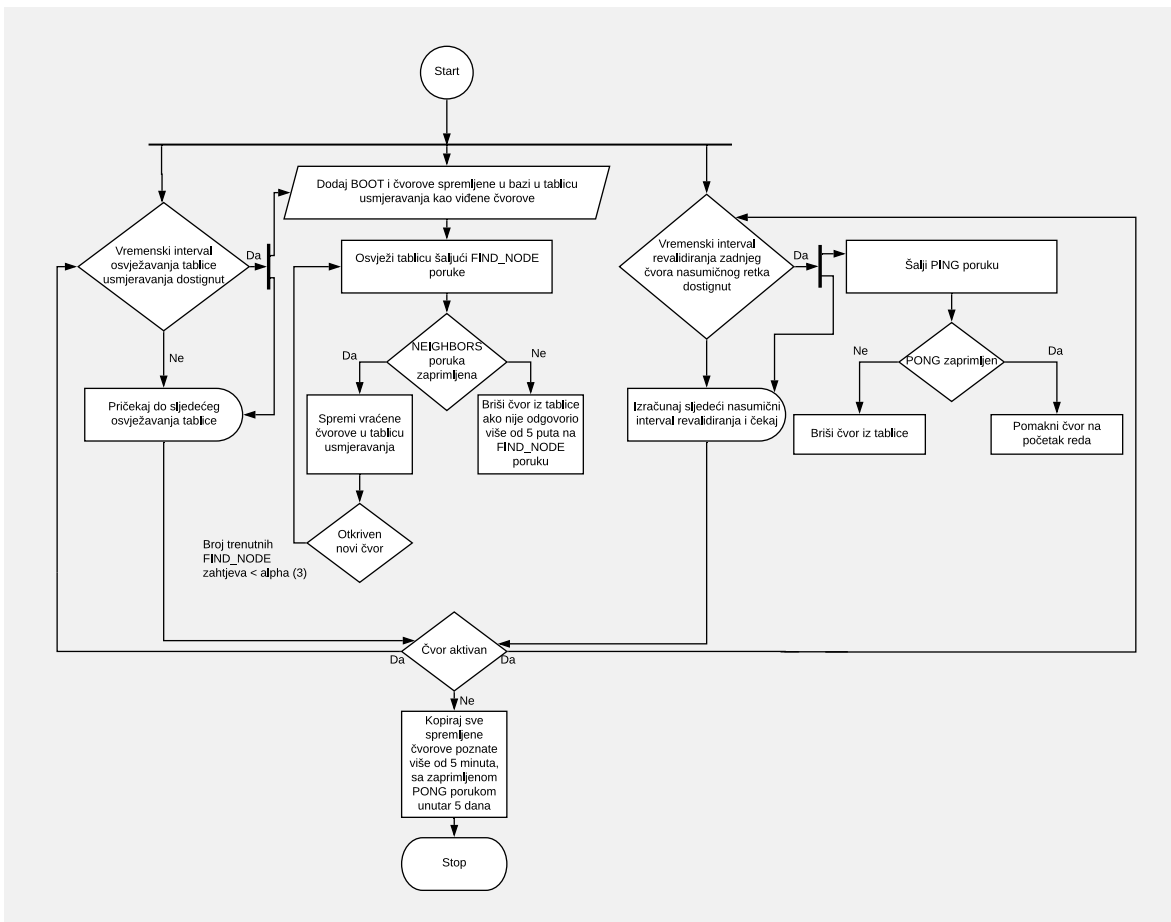 Start
Dodaj BOOT i čvorove spremljene u bazi u tablicu
usmjeravanja kao viđene čvorove
Vremenski interval
osvježavanja tablice
usmjeravanja dostignut
Da
Ne
Pričekaj do sljedećeg
osvježavanja tablice
Osvježi tablicu šaljući FIND_NODE
poruke
NEIGHBORS
poruka
zaprimljena
Da
Ne
Spremi vraćene
čvorove u tablicu
usmjeravanja
Briši čvor iz tablice
ako nije odgovorio
više od 5 puta na
FIND_NODE
poruku
Otkriven
novi čvor
Broj trenutnih
FIND_NODE
zahtjeva < alpha (3)
Vremenski interval
revalidiranja zadnjeg
čvora nasumičnog retka
dostignut
Da
Ne
Izračunaj sljedeći nasumični
interval revalidiranja i čekaj
Šalji PING poruku
PONG zaprimljen
Ne
Da
Briši čvor iz tablice
Pomakni čvor na
početak reda
Čvor aktivan
Da
Da
Ne
Kopiraj sve
spremljene
čvorove poznate
više od 5 minuta,
sa zaprimljenom
PONG porukom
unutar 5 dana
Stop